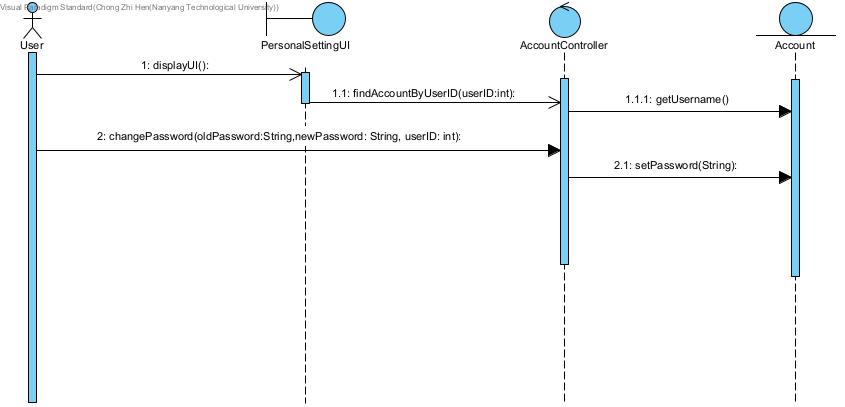 Visual Paradigm Standard(Chong Zhi Hen(Nanyang Technological University))
User
PersonalSettingUI
AccountController
Account
1: displayUI():
1.1: findAccountByUserID(userID:int):
1.1.1: getUsername()
2: changePassword(oldPassword:String,newPassword: String, userID: int):
2.1: setPassword(String):